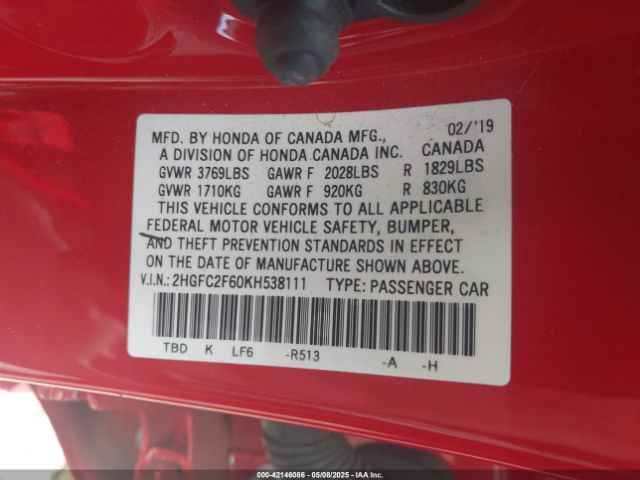 MFD. BY HONDA OF CANADA MFG., 02/'19
A DIVISION OF HONDA CANADA INC. CANADA
GVWR 3769LBS GAWR F 2028LBS R 1829LBS
GVWR 1710KG GAWR F 920KG R 830KG
THIS VEHICLE CONFORMS TO ALL APPLICABLE
FEDERAL MOTOR VEHICLE SAFETY, BUMPER,
AND THEFT PREVENTION STANDARDS IN EFFECT
ON THE DATE OF MANUFACTURE SHOWN ABOVE.
V.I.N.: 2HGFC2F60KH538111 TYPE: PASSENGER CAR
TBD K LF6 -R513 -A -H
000-42146086 - 05/08/2025 - IAA Inc.